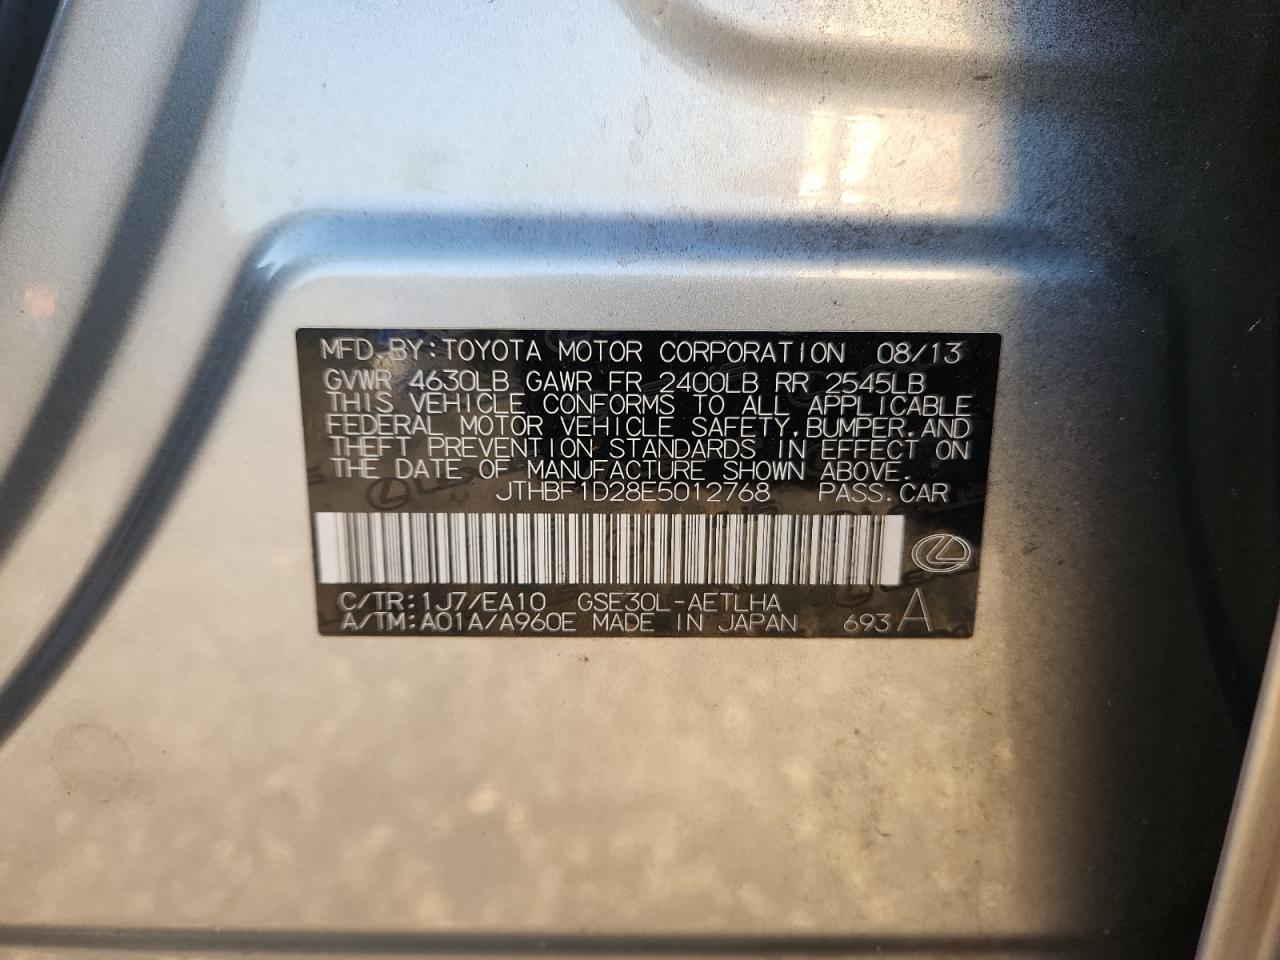 MFD. BY: TOYOTA MOTOR CORPORATION 08/13
GVWR 4630LB GAWR FR 2400LB RR 2545LB
THIS VEHICLE CONFORMS TO ALL APPLICABLE
FEDERAL MOTOR VEHICLE SAFETY, BUMPER, AND
THEFT PREVENTION STANDARDS IN EFFECT ON
THE DATE OF MANUFACTURE SHOWN ABOVE.
JTHBF1D28E5012768 PASS. CAR
C/TR: 1J7/EA10 GSE30L-AETLHA
A/TM: A01A/A960E MADE IN JAPAN 693 A